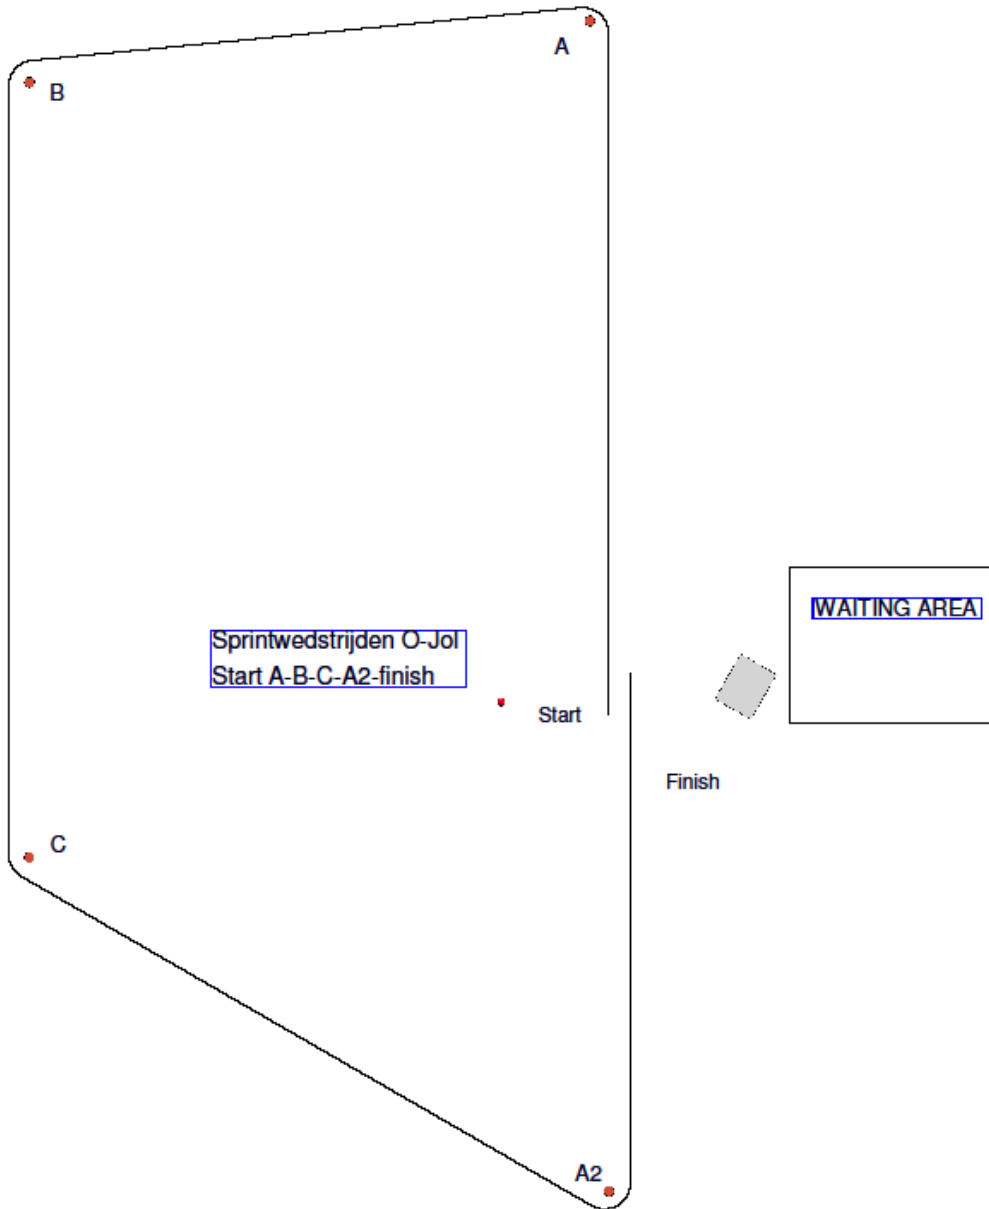 A
B
WAITING AREA
Sprintwedstrijden O-Jol
Start A-B-C-A2-finish
Start
Finish
C
A2